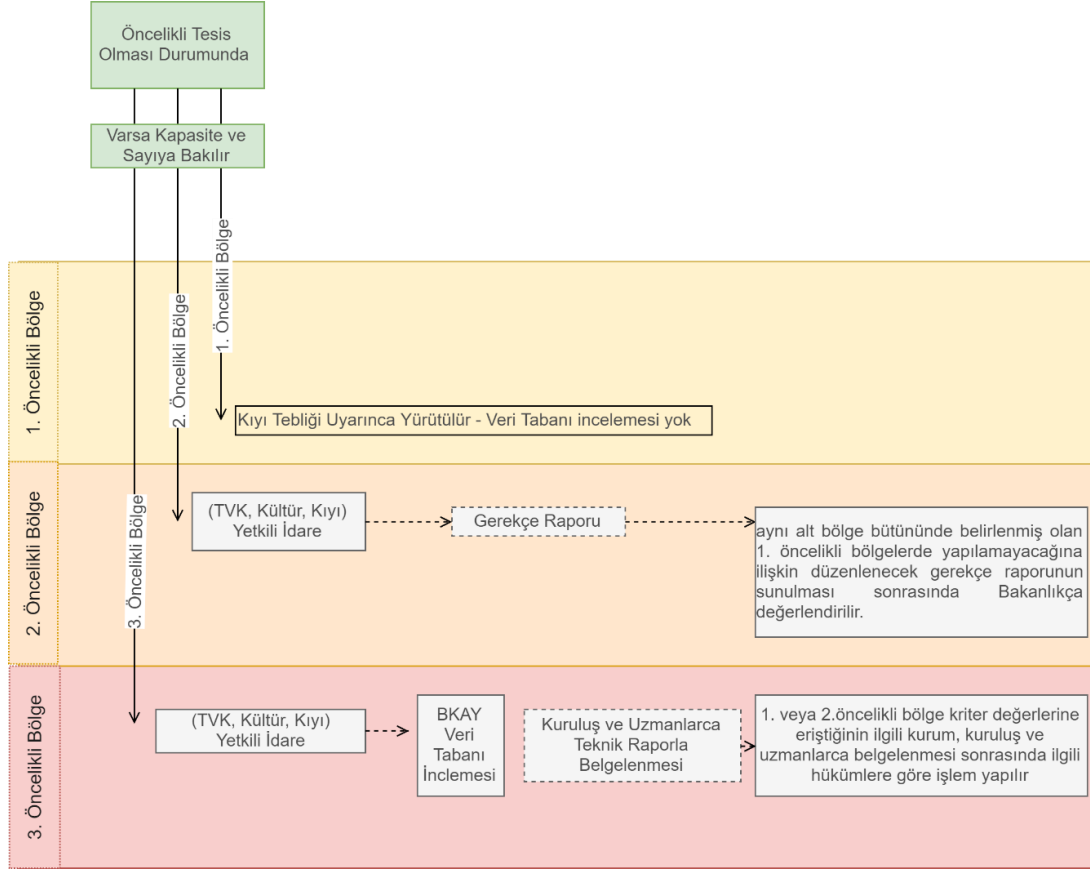 Öncelikli Tesis
Olması Durumunda
Varsa Kapasite ve
Sayıya Bakılır
1. Öncelikli Bölge
2. Öncelikli Bölge
3. Öncelikli Bölge
1. Öncelikli Bölge
Kıyı Tebliği Uyarınca Yürütülür - Veri Tabanı incelemesi yok
2. Öncelikli Bölge
(TVK, Kültür, Kıyı)
Yetkili İdare
Gerekçe Raporu
aynı alt bölge bütününde belirlenmiş olan
1. öncelikli bölgelerde yapılamayacağına
ilişkin düzenlenecek gerekçe raporunun
sunulması sonrasında Bakanlıkça
değerlendirilir.
3. Öncelikli Bölge
(TVK, Kültür, Kıyı)
Yetkili İdare
BKAY
Veri
Tabanı
İnclemesi
Kuruluş ve Uzmanlarca
Teknik Raporla
Belgelenmesi
1. veya 2.öncelikli bölge kriter değerlerine
eriştiğinin ilgili kurum, kuruluş ve
uzmanlarca belgelenmesi sonrasında ilgili
hükümlere göre işlem yapılır